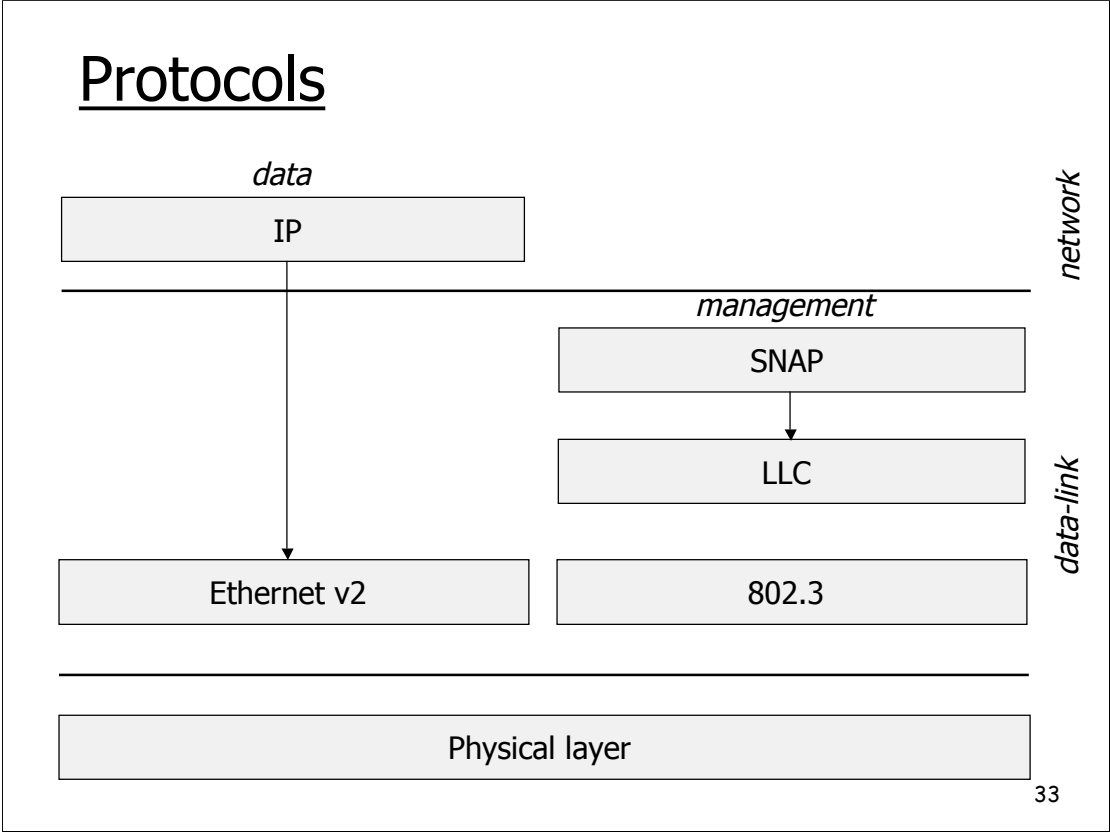 Protocols
data
IP
network
management
SNAP
LLC
data-link
Ethernet v2
802.3
Physical layer
33